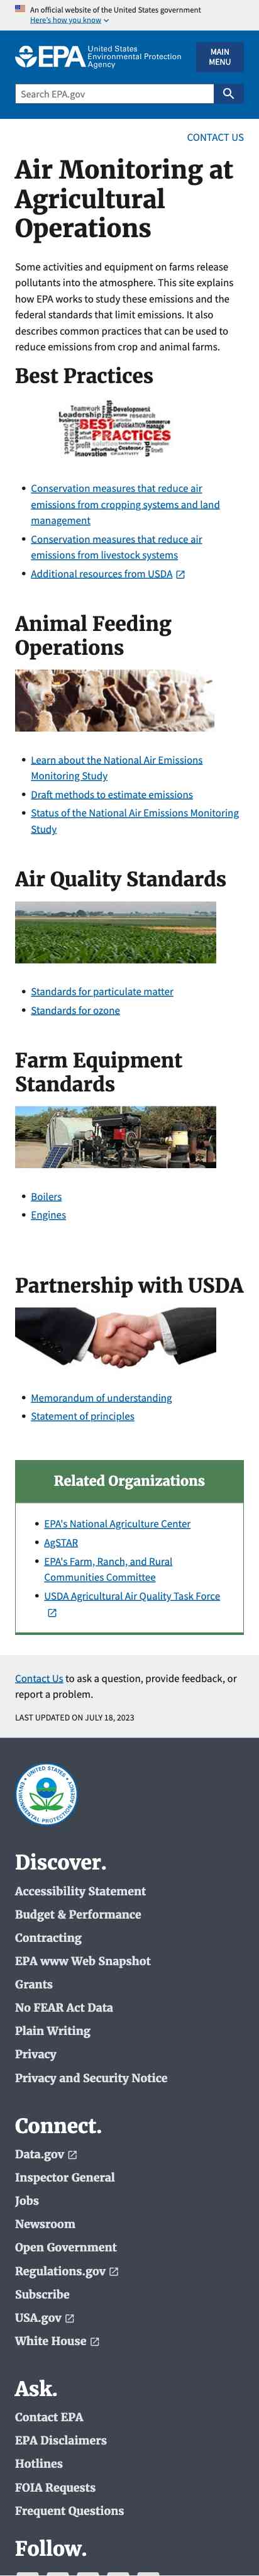 An official website of the United States government
Here's how you know
EPA United States
Environmental Protection
Agency
MAIN
MENU
Search EPA.gov
CONTACT US
Air Monitoring at
Agricultural
Operations
Some activities and equipment on farms release
pollutants into the atmosphere. This site explains
how EPA works to study these emissions and the
federal standards that limit emissions. It also
describes common practices that can be used to
reduce emissions from crop and animal farms.
Best Practices
Teamwork
Leadership Development
BEST
PRACTICES
innovation advertising Customer
Conservation measures that reduce air
emissions from cropping systems and land
management
Conservation measures that reduce air
emissions from livestock systems
Additional resources from USDA
Animal Feeding
Operations
Learn about the National Air Emissions
Monitoring Study
Draft methods to estimate emissions
Status of the National Air Emissions Monitoring
Study
Air Quality Standards
Standards for particulate matter
Standards for ozone
Farm Equipment
Standards
Boilers
Engines
Partnership with USDA
Memorandum of understanding
Statement of principles
Related Organizations
EPA's National Agriculture Center
AgSTAR
EPA's Farm, Ranch, and Rural
Communities Committee
USDA Agricultural Air Quality Task Force
Contact Us to ask a question, provide feedback, or
report a problem.
LAST UPDATED ON JULY 18, 2023
UNITED STATES
ENVIRONMENTAL PROTECTION AGENCY
Discover.
Accessibility Statement
Budget & Performance
Contracting
EPA www Web Snapshot
Grants
No FEAR Act Data
Plain Writing
Privacy
Privacy and Security Notice
Connect.
Data.gov
Inspector General
Jobs
Newsroom
Open Government
Regulations.gov
Subscribe
USA.gov
White House
Ask.
Contact EPA
EPA Disclaimers
Hotlines
FOIA Requests
Frequent Questions
Follow.